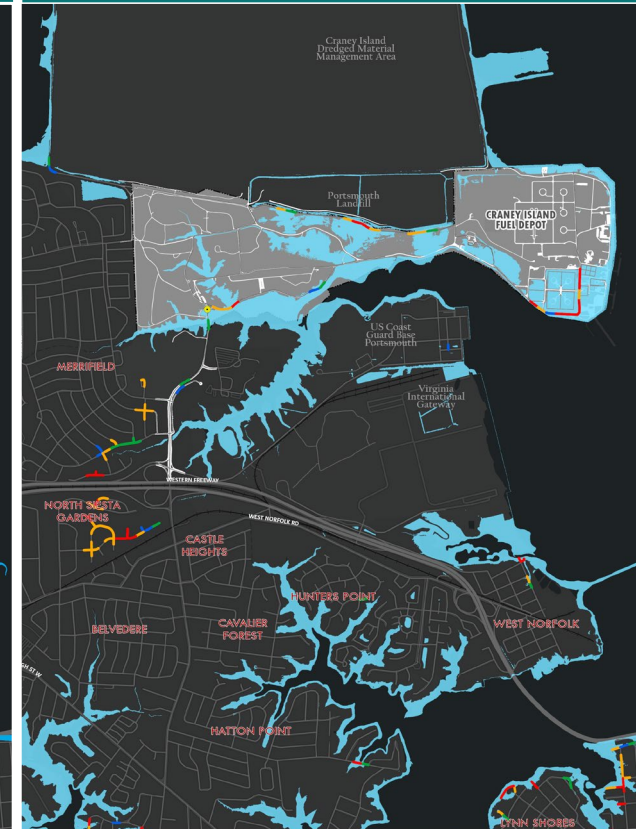 Craney Island
Dredged Material
Management Area
Portsmouth
Landfill
CRANEY ISLAND
FUEL DEPOT
US Coast
Guard Base
Portsmouth
MERRIFIELD
Virginia
International
Gateway
WESTERN FREEWAY
NORTH SIESTA
GARDENS
WEST NORFOLK RD
CASTLE
HEIGHTS
HUNTERS POINT
BELVEDERE
CAVALIER
FOREST
WEST NORFOLK
GH ST W
HATTON POINT
LYNN SHORES